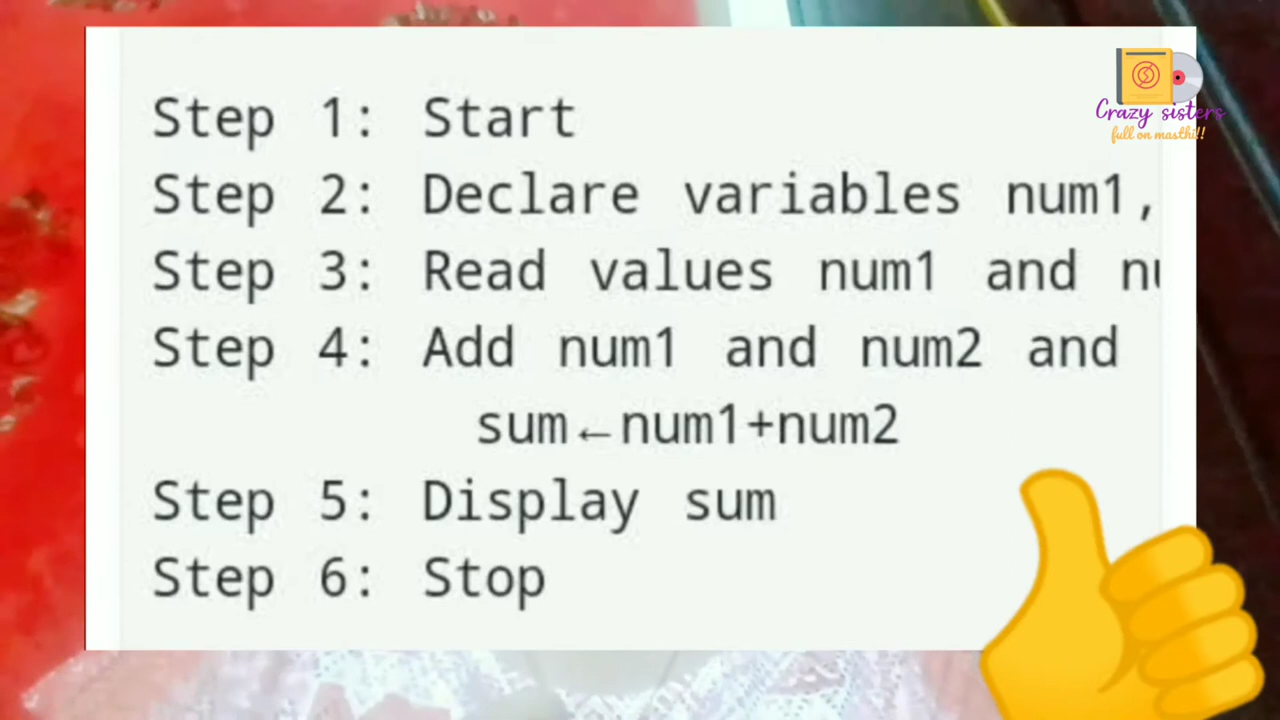 Step 1: Start
Step 2: Declare variables num1,
Step 3: Read values num1 and
Step 4: Add num1 and num2 and
sum←num1+num2
Step 5: Display sum
Step 6: Stop
Crazy sisters
full on masthi!!